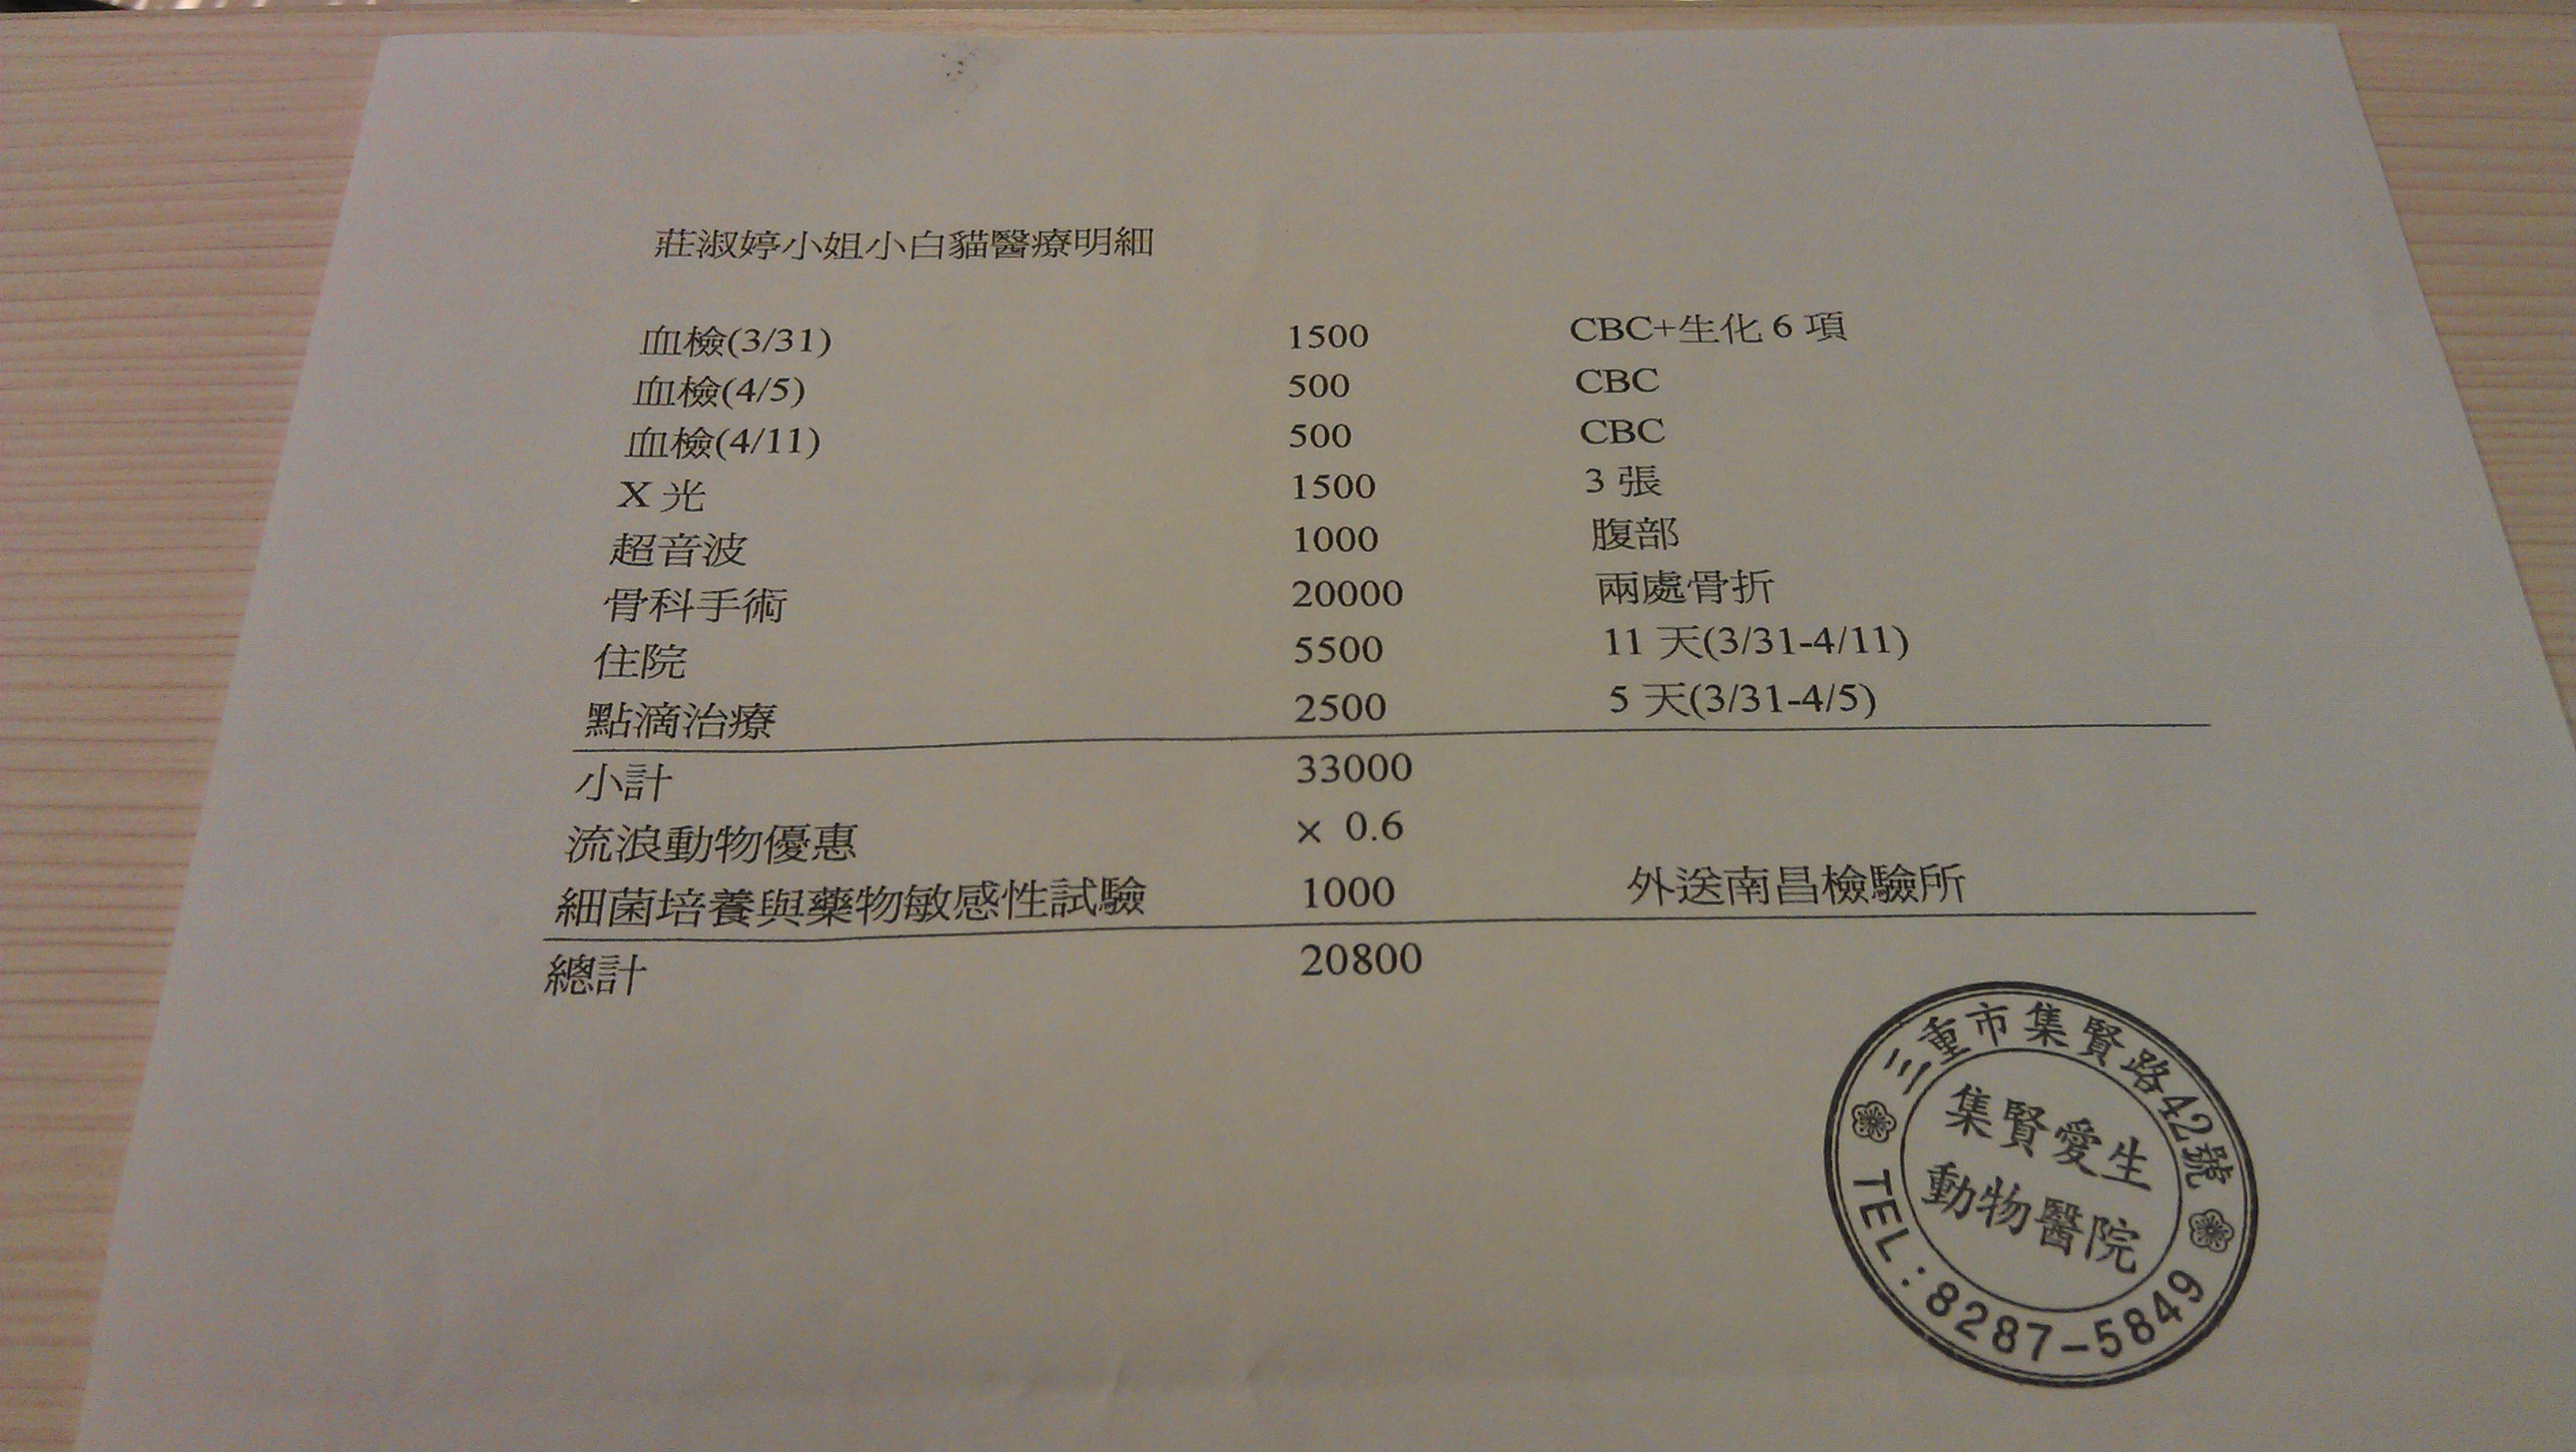 莊淑婷小姐小白貓醫療明細
血檢(3/31) 1500 CBC+生化 6 項
血檢(4/5) 500 CBC
血檢(4/11) 500 CBC
X 光 1500 3 張
超音波 1000 腹部
骨科手術 20000 兩處骨折
住院 5500 11 天(3/31-4/11)
點滴治療 2500 5 天(3/31-4/5)
小計 33000
流浪動物優惠 × 0.6
細菌培養與藥物敏感性試驗 1000 外送南昌檢驗所
總計 20800
三重市集賢路42號
集賢愛生
動物醫院
TEL:8287-5849